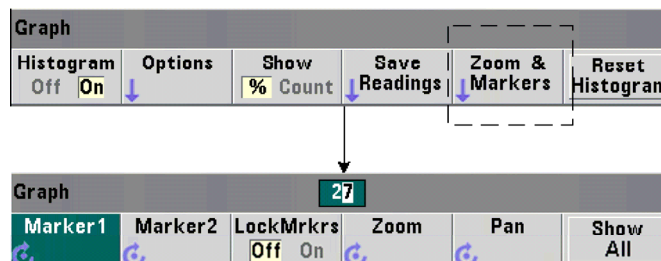 Graph
Histogram Options Show Save Zoom & Reset
Off On % Count Readings Markers Histogram
Graph 27
Marker1 Marker2 LockMrkrs Zoom Pan Show
Off On All